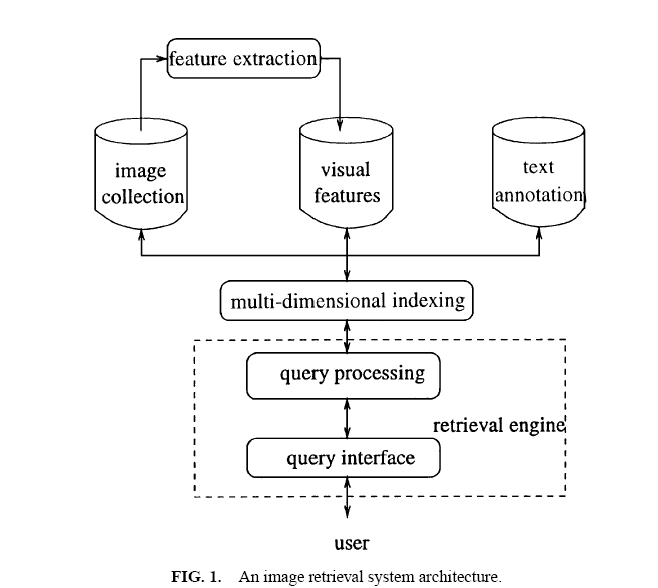 feature extraction
image
collection
visual
features
text
annotation
multi-dimensional indexing
query processing
retrieval engine
query interface
user
FIG. 1. An image retrieval system architecture.